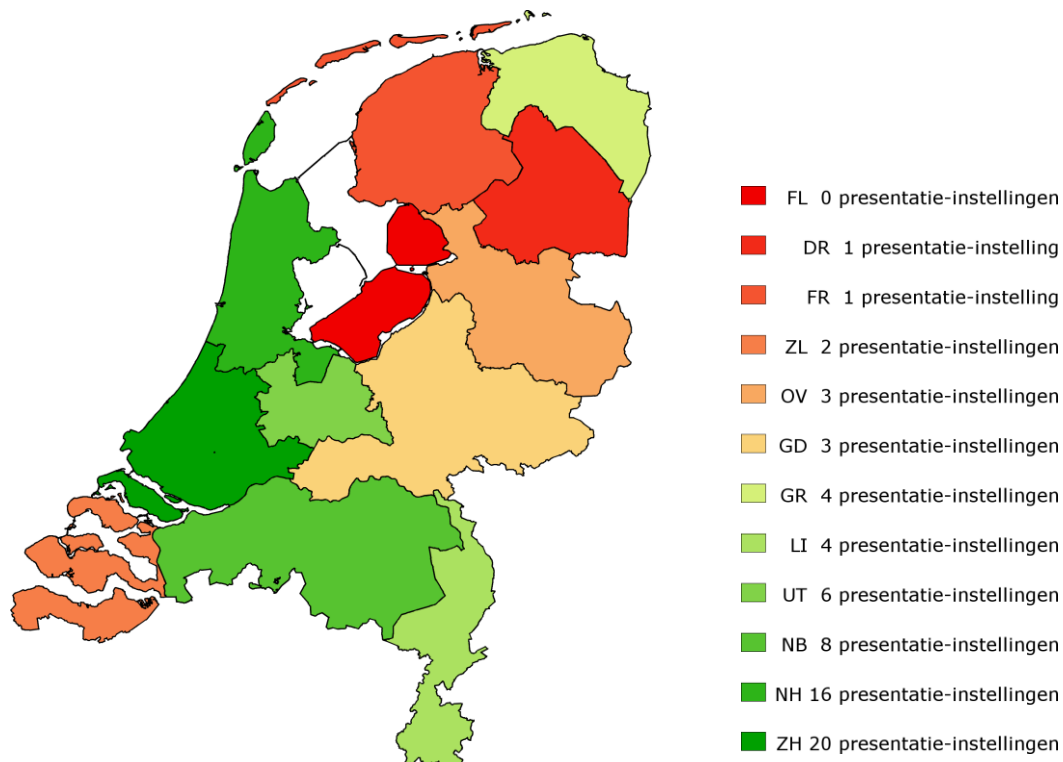 FL 0 presentatie-instellingen
DR 1 presentatie-instelling
FR 1 presentatie-instelling
ZL 2 presentatie-instellingen
OV 3 presentatie-instellingen
GD 3 presentatie-instellingen
GR 4 presentatie-instellingen
LI 4 presentatie-instellingen
UT 6 presentatie-instellingen
NB 8 presentatie-instellingen
NH 16 presentatie-instellingen
ZH 20 presentatie-instellingen